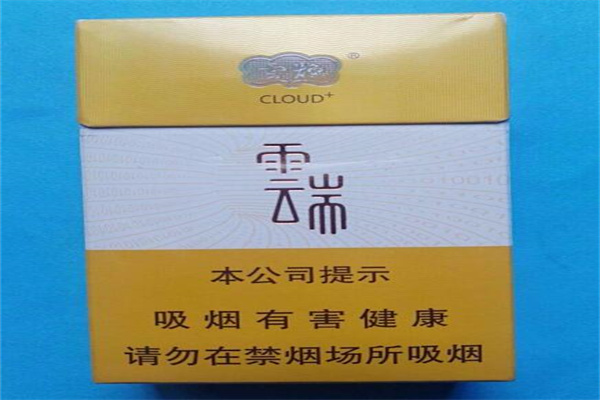 CLOUD+
®
雲耑
本公司提示
吸烟有害健康
请勿在禁烟场所吸烟